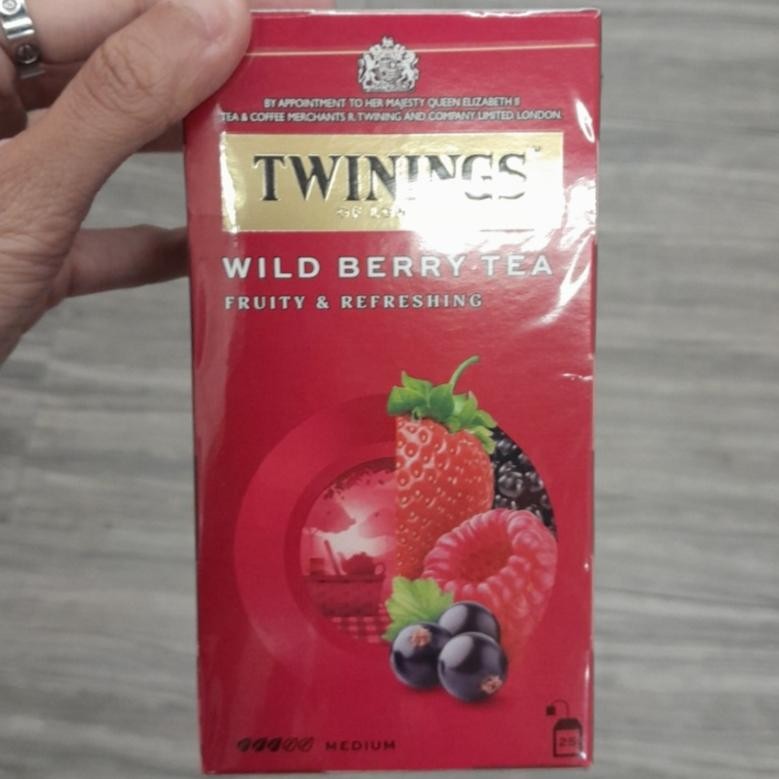 BY APPOINTMENT TO HER MAJESTY QUEEN ELIZABETH II
TEA & COFFEE MERCHANTS R. TWINING AND COMPANY LIMITED. LONDON.
TWININGS
OF
WILD BERRY TEA
FRUITY & REFRESHING
MEDIUM
25